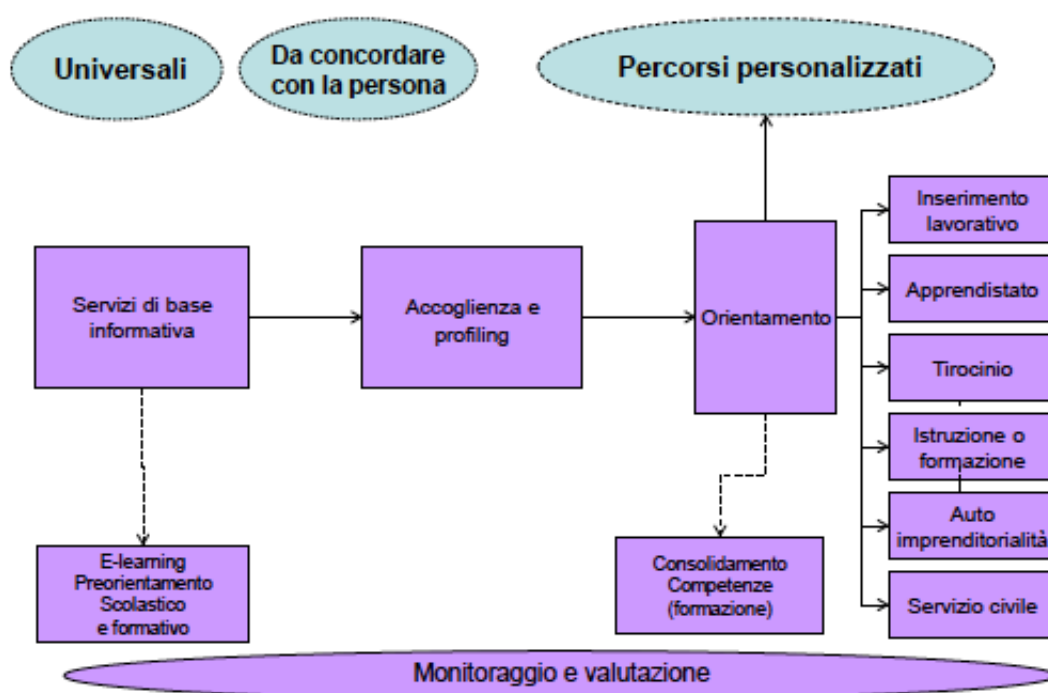 Universali
Da concordare
con la persona
Percorsi personalizzati
Servizi di base
informativa
Accoglienza e
profiling
Orientamento
Inserimento
lavorativo
Apprendistato
Tirocinio
Istruzione o
formazione
Auto
imprenditorialità
Servizio civile
E-learning
Preorientamento
Scolastico
e formativo
Consolidamento
Competenze
(formazione)
Monitoraggio e valutazione